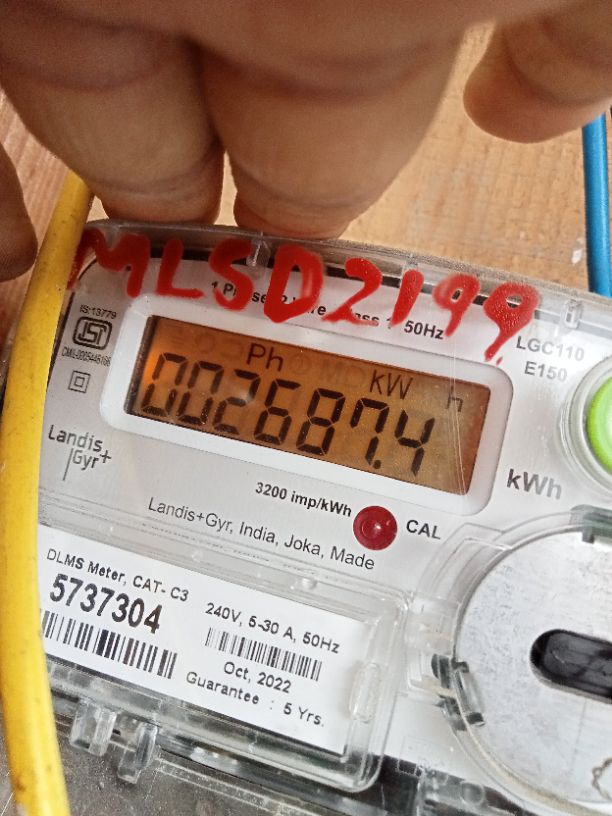 MLSD2199
50Hz
IS:13779
LGC110
E150
Ph kW h
002687.4
Landis
Gyr+
kWh
3200 imp/kWh
CAL
Landis+Gyr, India, Joka, Made
DLMS Meter, CAT- C3
5737304
240V, 5-30 A, 50Hz
Oct, 2022
Guarantee : 5 Yrs.